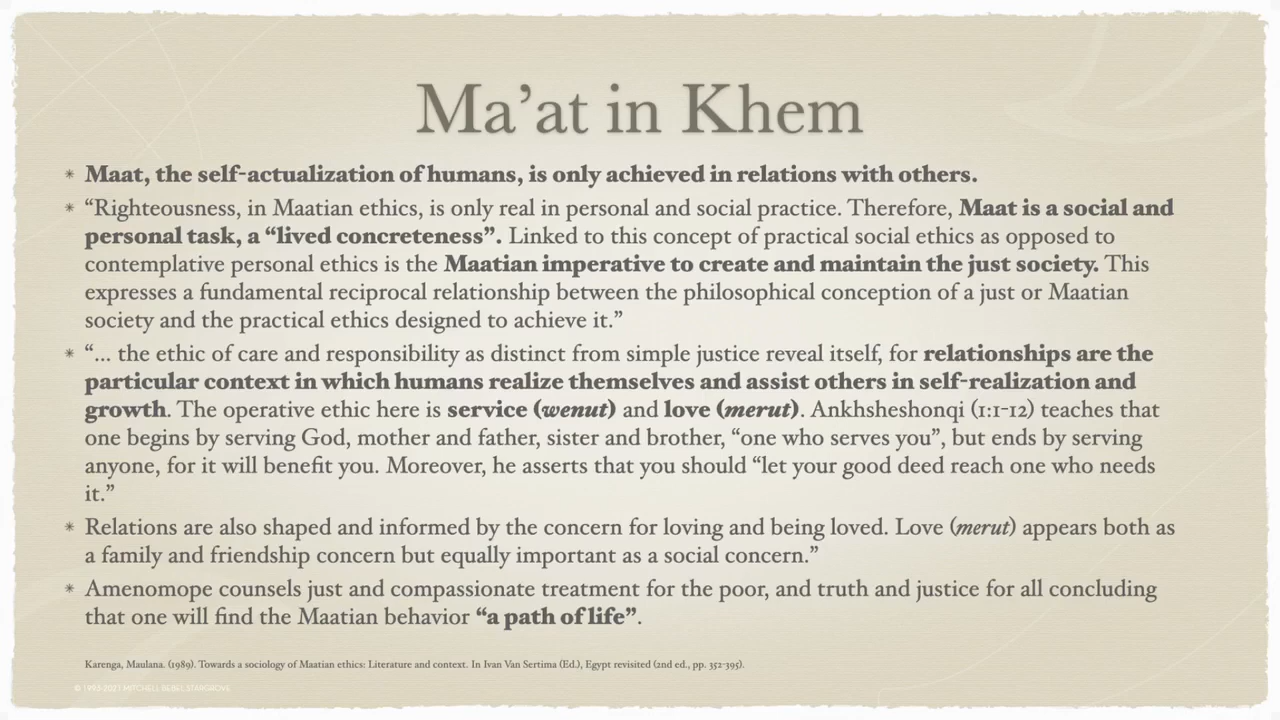 Ma’at in Khem
* Maat, the self-actualization of humans, is only achieved in relations with others.
* “Righteousness, in Maatian ethics, is only real in personal and social practice. Therefore, Maat is a social and
personal task, a “lived concreteness”. Linked to this concept of practical social ethics as opposed to
contemplative personal ethics is the Maatian imperative to create and maintain the just society. This
expresses a fundamental reciprocal relationship between the philosophical conception of a just or Maatian
society and the practical ethics designed to achieve it.”
* “... the ethic of care and responsibility as distinct from simple justice reveal itself, for relationships are the
particular context in which humans realize themselves and assist others in self-realization and
growth. The operative ethic here is service (wenut) and love (merut). Ankhsheshonqi (1:1-12) teaches that
one begins by serving God, mother and father, sister and brother, “one who serves you”, but ends by serving
anyone, for it will benefit you. Moreover, he asserts that you should “let your good deed reach one who needs
it.”
* Relations are also shaped and informed by the concern for loving and being loved. Love (merut) appears both as
a family and friendship concern but equally important as a social concern.”
* Amenomope counsels just and compassionate treatment for the poor, and truth and justice for all concluding
that one will find the Maatian behavior “a path of life”.
Karenga, Maulana. (1989). Towards a sociology of Maatian ethics: Literature and context. In Ivan Van Sertima (Ed.), Egypt revisited (2nd ed., pp. 352-395).
MITCHELL BEBEL STARGROVE